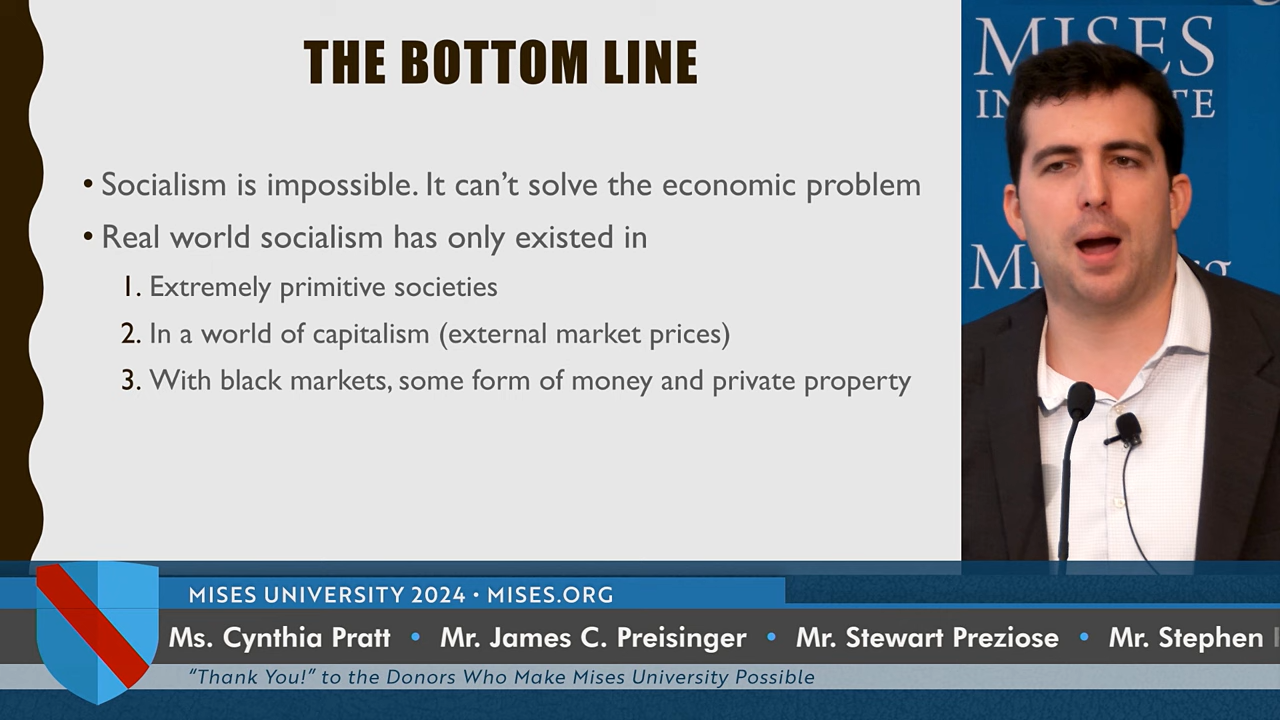 THE BOTTOM LINE
• Socialism is impossible. It can’t solve the economic problem
• Real world socialism has only existed in
1. Extremely primitive societies
2. In a world of capitalism (external market prices)
3. With black markets, some form of money and private property
MISES
MISES UNIVERSITY 2024 • MISES.ORG
Ms. Cynthia Pratt • Mr. James C. Preisinger • Mr. Stewart Preziose • Mr. Stephen
“Thank You!” to the Donors Who Make Mises University Possible